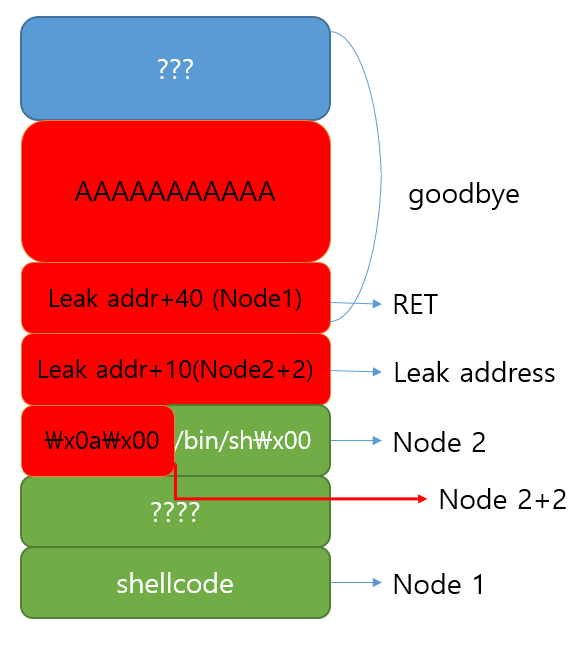 ???
AAAAAAAAAAA
goodbye
Leak addr+40 (Node1)
RET
Leak addr+10(Node2+2)
Leak address
₩x0a₩x00 /bin/sh₩x00
Node 2
Node 2+2
????
shellcode
Node 1